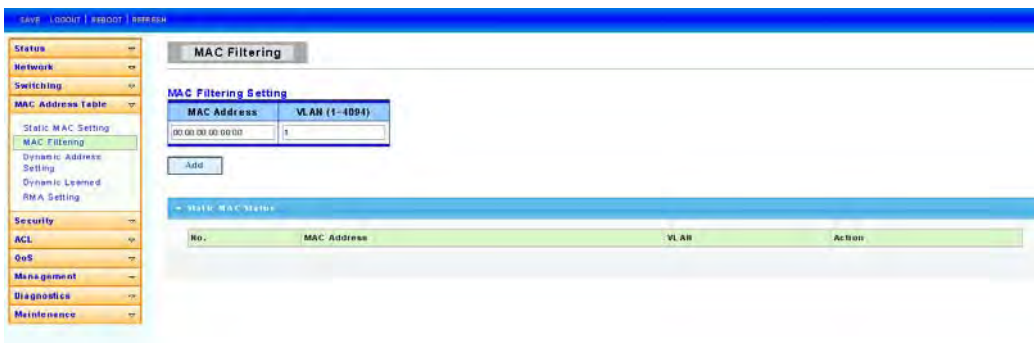 SAVE | LOGOUT | REBOOT | REFRESH
Status
Network
Switching
MAC Address Table
Static MAC Setting
MAC Filtering
Dynamic Address
Setting
Dynamic Learned
RMA Setting
Security
ACL
QoS
Management
Diagnostics
Maintenance
MAC Filtering
MAC Filtering Setting
MAC Address VLAN (1-4094)
00:00:00:00:00:00 1
Add
Static MAC Status
No. MAC Address VLAN Action